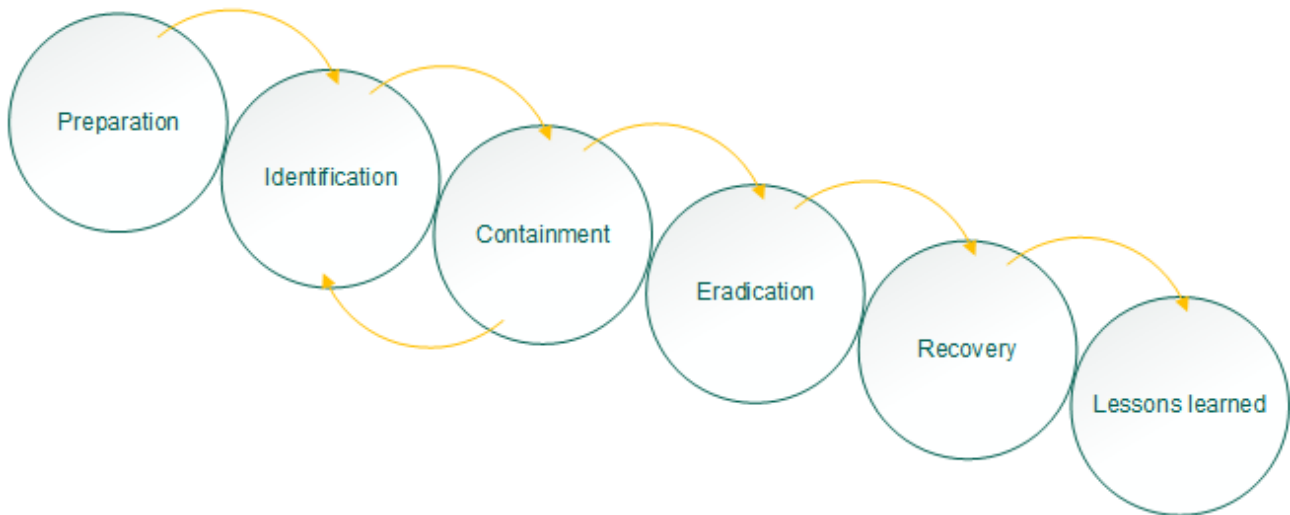 Preparation
Identification
Containment
Eradication
Recovery
Lessons learned